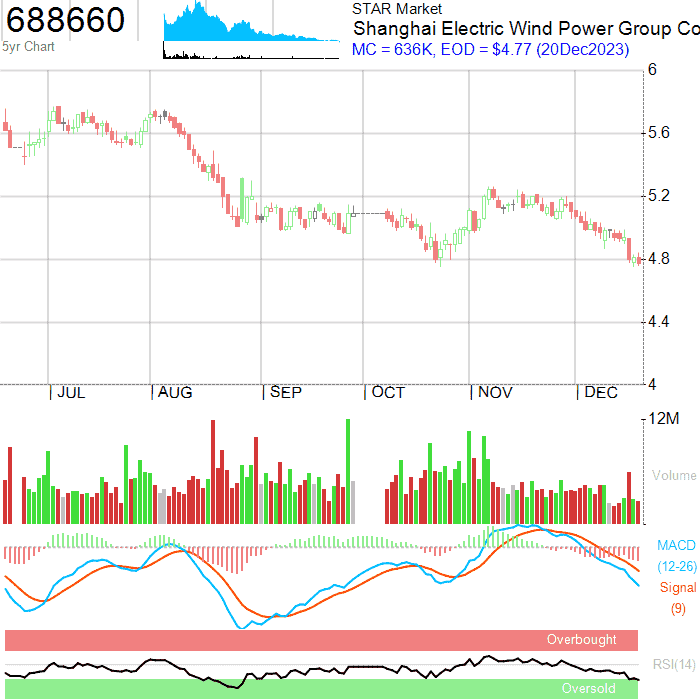 688660
5yr Chart
STAR Market
Shanghai Electric Wind Power Group Co
MC = 636K, EOD = $4.77 (20Dec2023)
6
5.6
5.2
4.8
4.4
4
JUL AUG SEP OCT NOV DEC
12M
Volume
MACD
(12-26)
Signal
(9)
Overbought
RSI(14)
Oversold